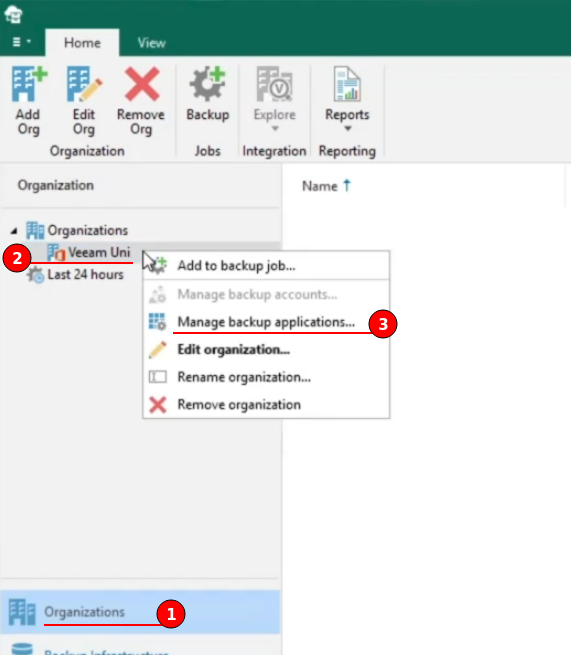 Home View
Add Org
Edit Org
Remove Org
Backup
Explore
Reports
Organization
Jobs
Integration
Reporting
Organization
Name
Organizations
2
Veeam Uni
Last 24 hours
Add to backup job...
Manage backup accounts...
Manage backup applications...
3
Edit organization...
Rename organization...
Remove organization
Organizations
1
Backup Infrastructure